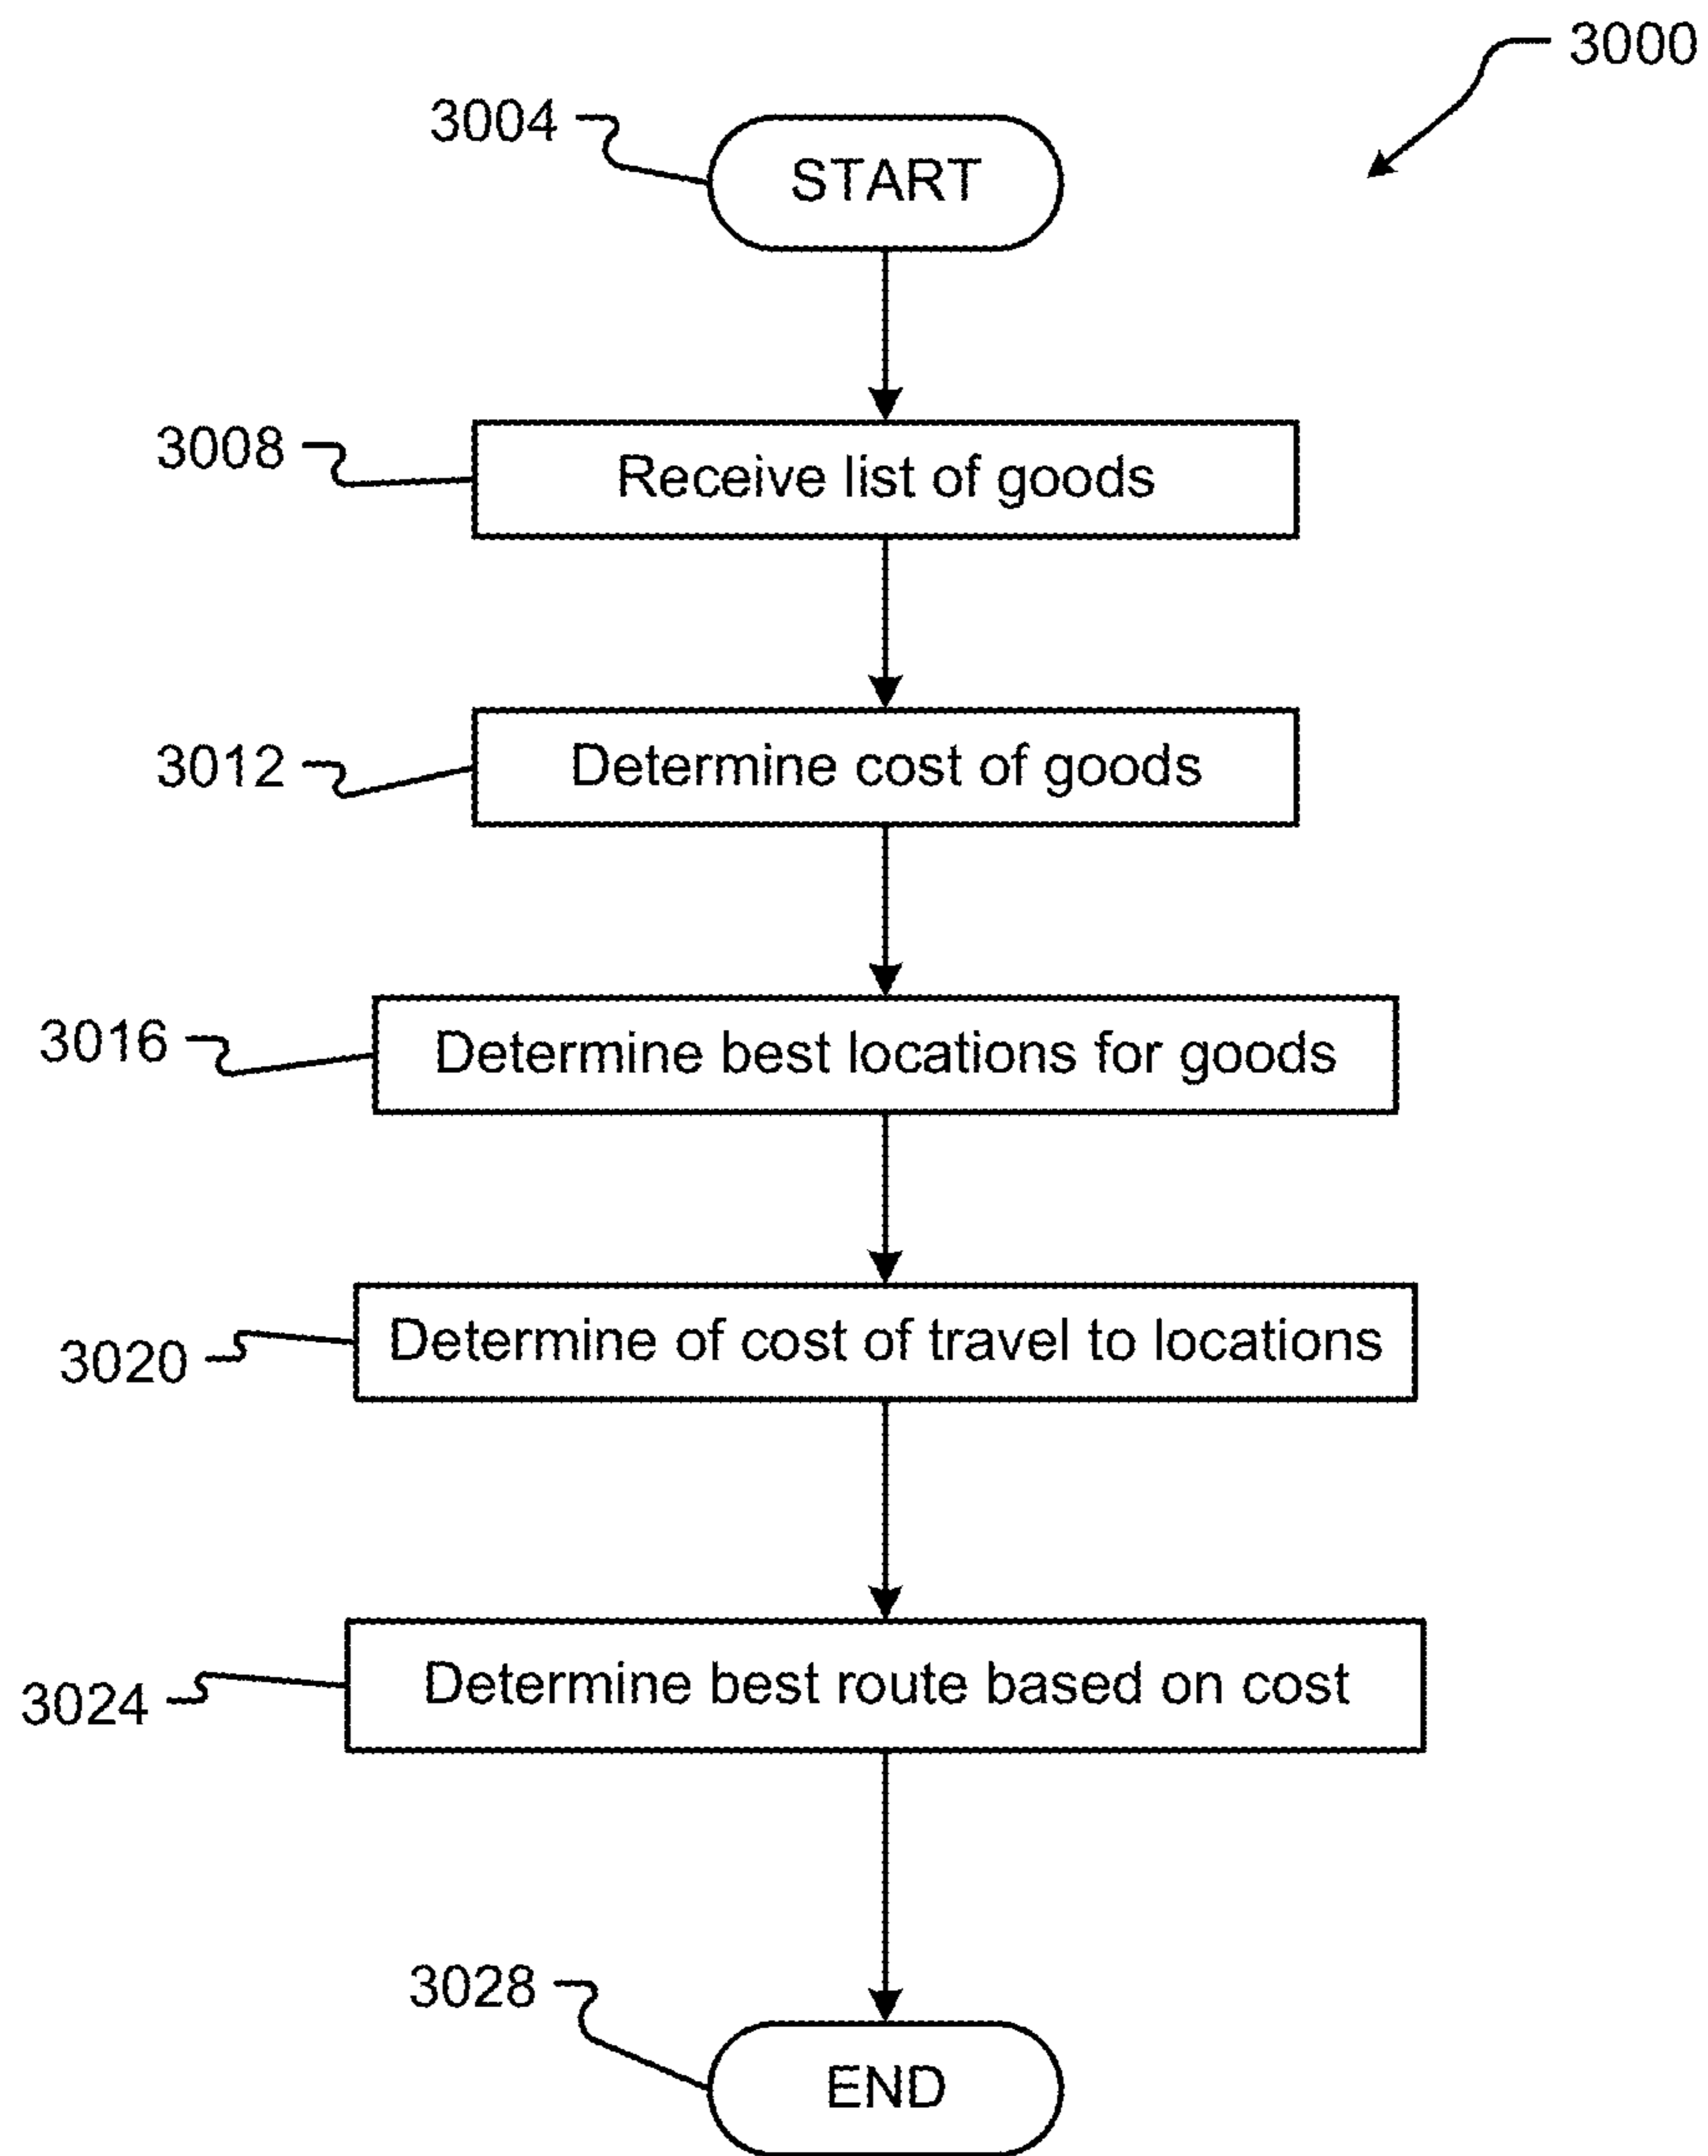 3000
3004
START
3008
Receive list of goods
3012
Determine cost of goods
3016
Determine best locations for goods
3020
Determine of cost of travel to locations
3024
Determine best route based on cost
3028
END